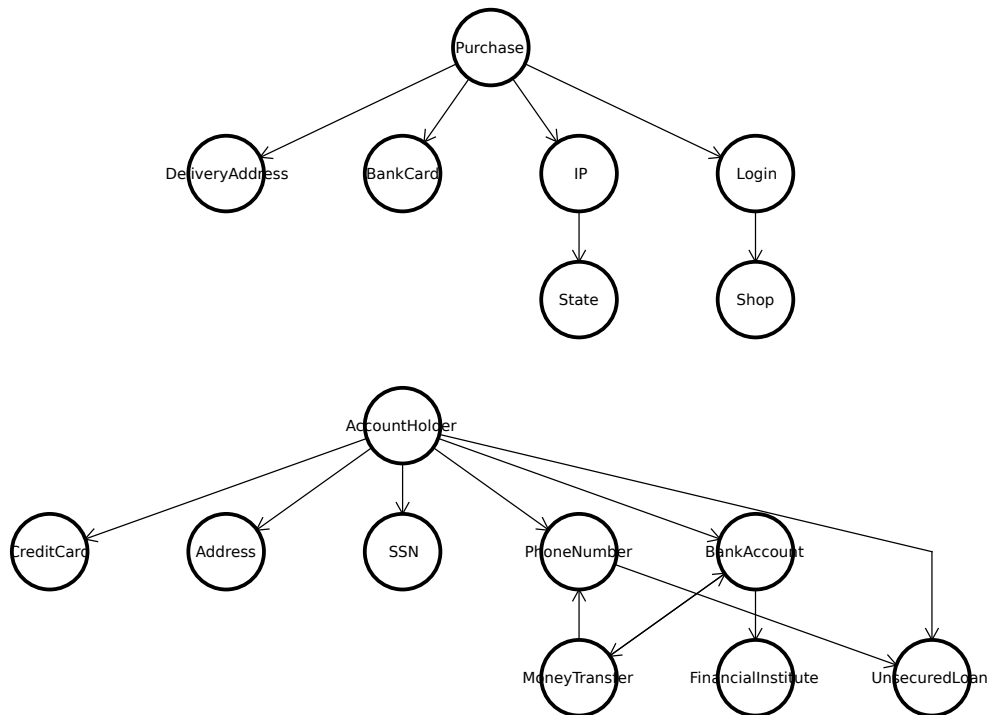 Purchase
DeliveryAddress
BankCard
IP
Login
State
Shop
AccountHolder
CreditCard
Address
SSN
PhoneNumber
BankAccount
MoneyTransfer
FinancialInstitute
UnsecuredLoan